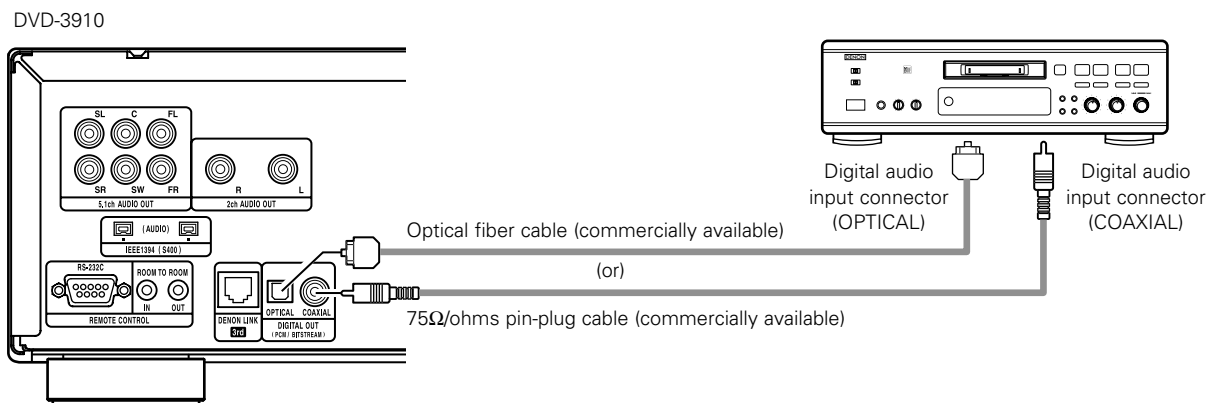 DVD-3910
DENON
SL C FL
SR SW FR
5.1ch AUDIO OUT
R L
2ch AUDIO OUT
(AUDIO)
IEEE1394 (S400)
RS-232C
ROOM TO ROOM
IN OUT
REMOTE CONTROL
DENON LINK
3rd
OPTICAL COAXIAL
DIGITAL OUT
(PCM/ BITSTREAM)
Optical fiber cable (commercially available)
(or)
75Ω/ohms pin-plug cable (commercially available)
Digital audio
input connector
(OPTICAL)
Digital audio
input connector
(COAXIAL)